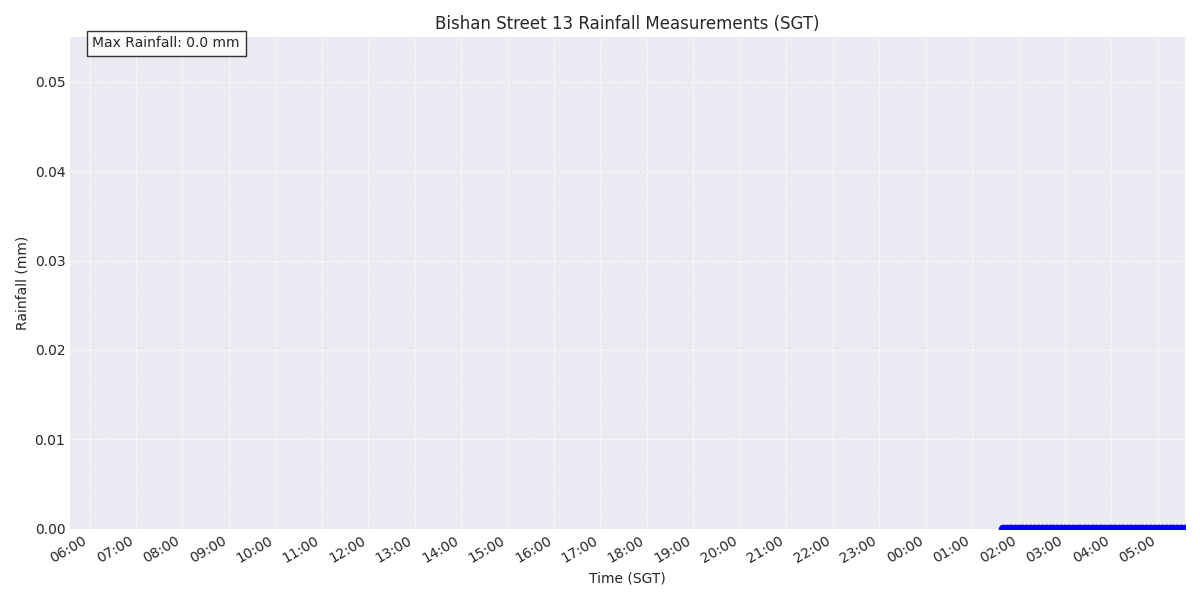 Bishan Street 13 Rainfall Measurements (SGT)
Max Rainfall: 0.0 mm
0.05
0.04
0.03
0.02
0.01
0.00
Rainfall (mm)
06:00 07:00 08:00 09:00 10:00 11:00 12:00 13:00 14:00 15:00 16:00 17:00 18:00 19:00 20:00 21:00 22:00 23:00 00:00 01:00 02:00 03:00 04:00 05:00
Time (SGT)